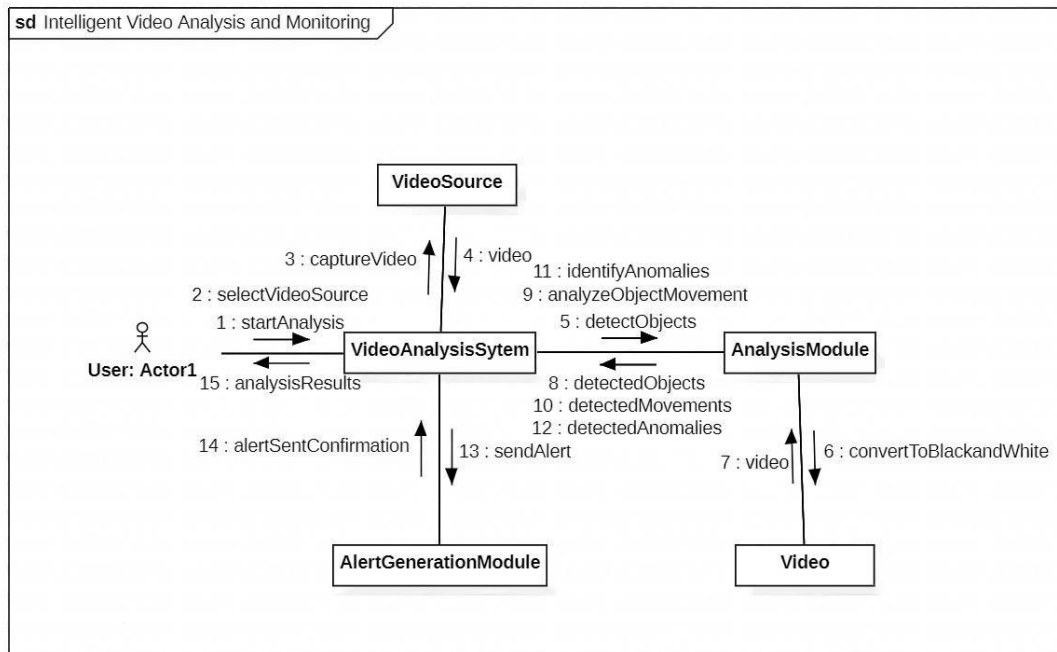 sd Intelligent Video Analysis and Monitoring
VideoSource
3 : captureVideo
4 : video
11 : identifyAnomalies
2 : selectVideoSource
9 : analyzeObjectMovement
1 : startAnalysis
5 : detectObjects
User: Actor1
VideoAnalysisSytem
AnalysisModule
15 : analysisResults
8 : detectedObjects
10 : detectedMovements
12 : detectedAnomalies
14 : alertSentConfirmation
13 : sendAlert
7 : video
6 : convertToBlackandWhite
AlertGenerationModule
Video